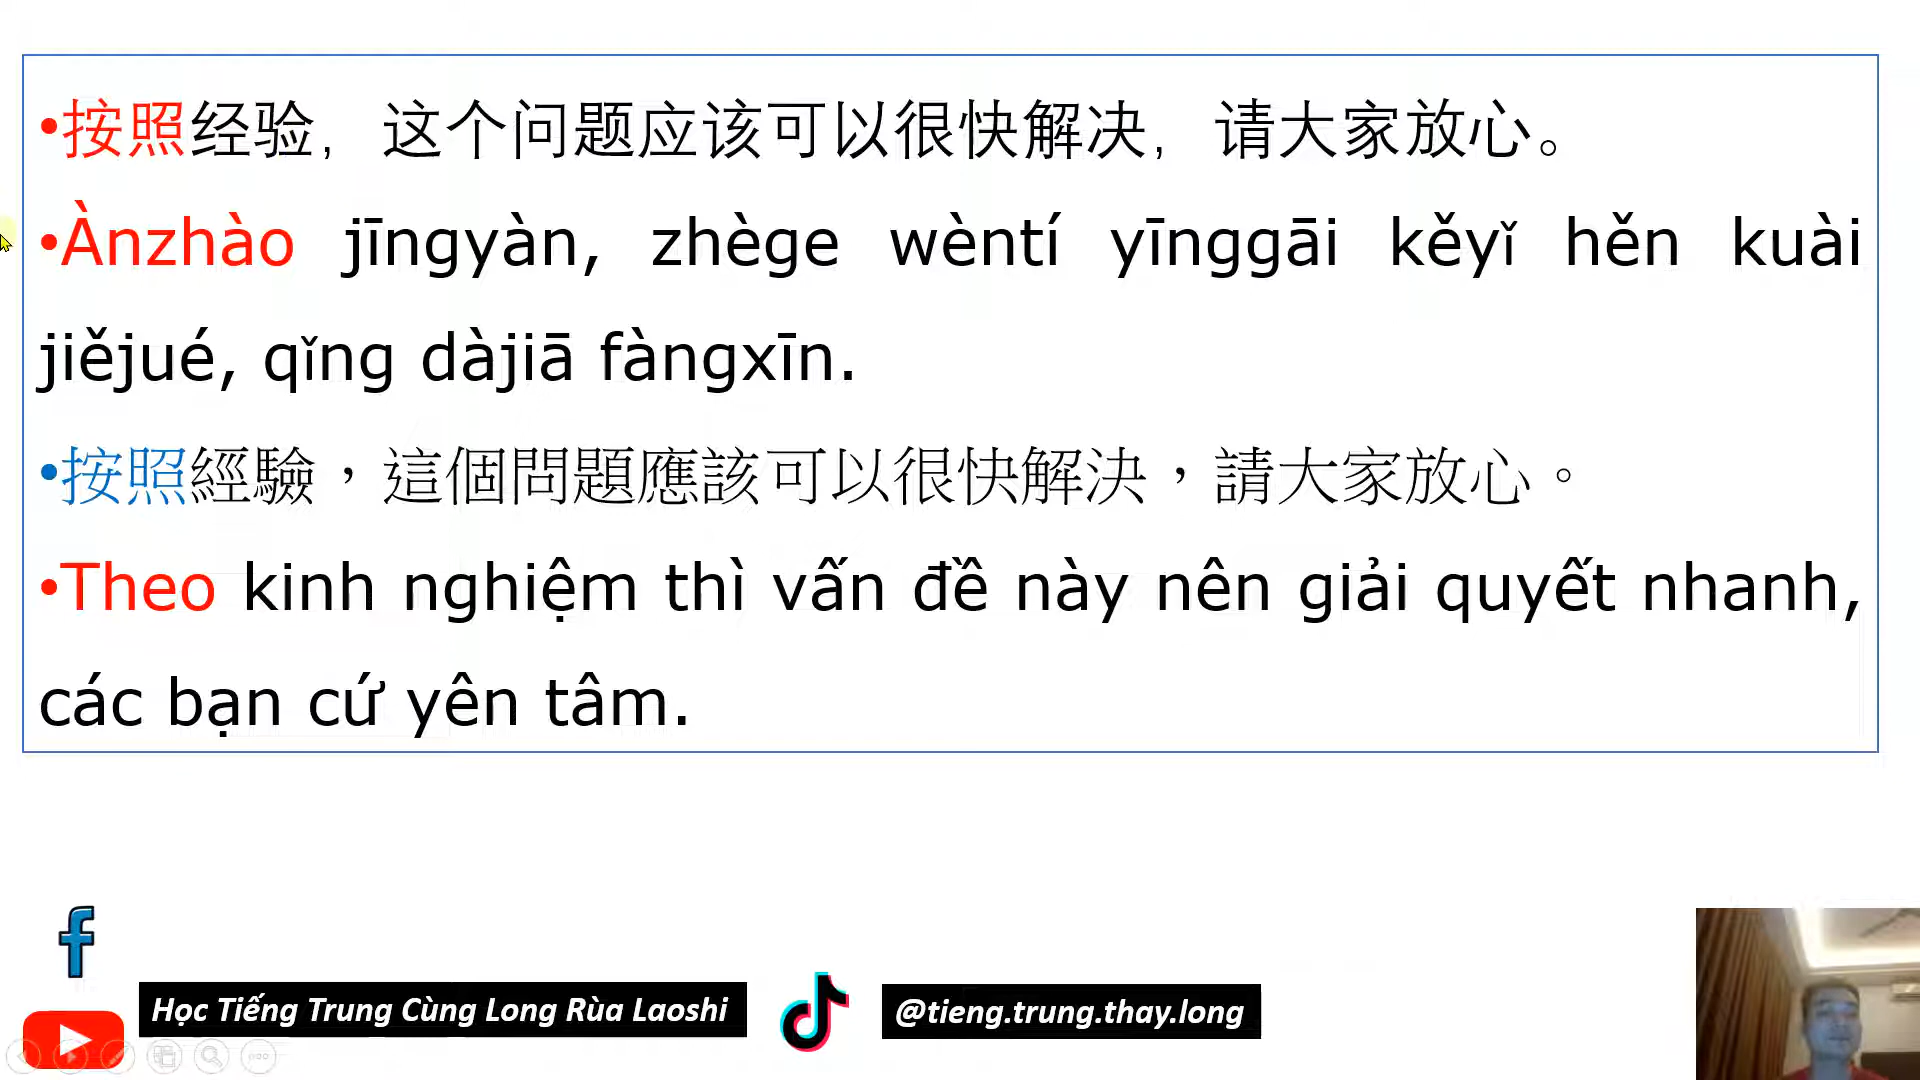 •按照经验，这个问题应该可以很快解决，请大家放心。
•Ànzhào jīngyàn, zhège wèntí yīnggāi kěyǐ hěn kuài
jiějué, qǐng dàjiā fàngxīn.
•按照經驗，這個問題應該可以很快解決，請大家放心。
•Theo kinh nghiệm thì vấn đề này nên giải quyết nhanh,
các bạn cứ yên tâm.
Học Tiếng Trung Cùng Long Rùa Laoshi
@tieng.trung.thay.long